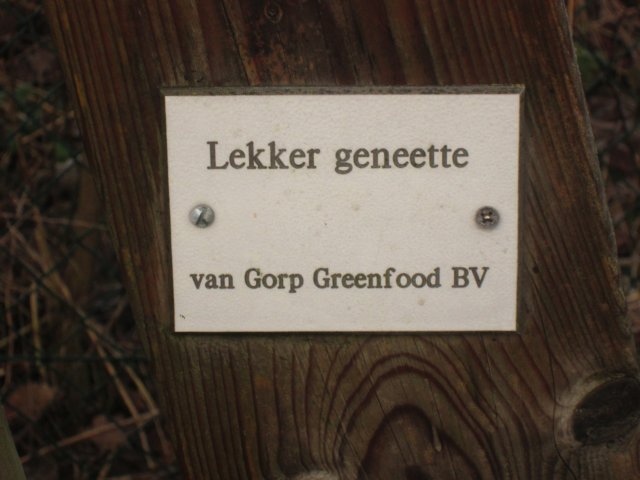 Lekker geneette
van Gorp Greenfood BV